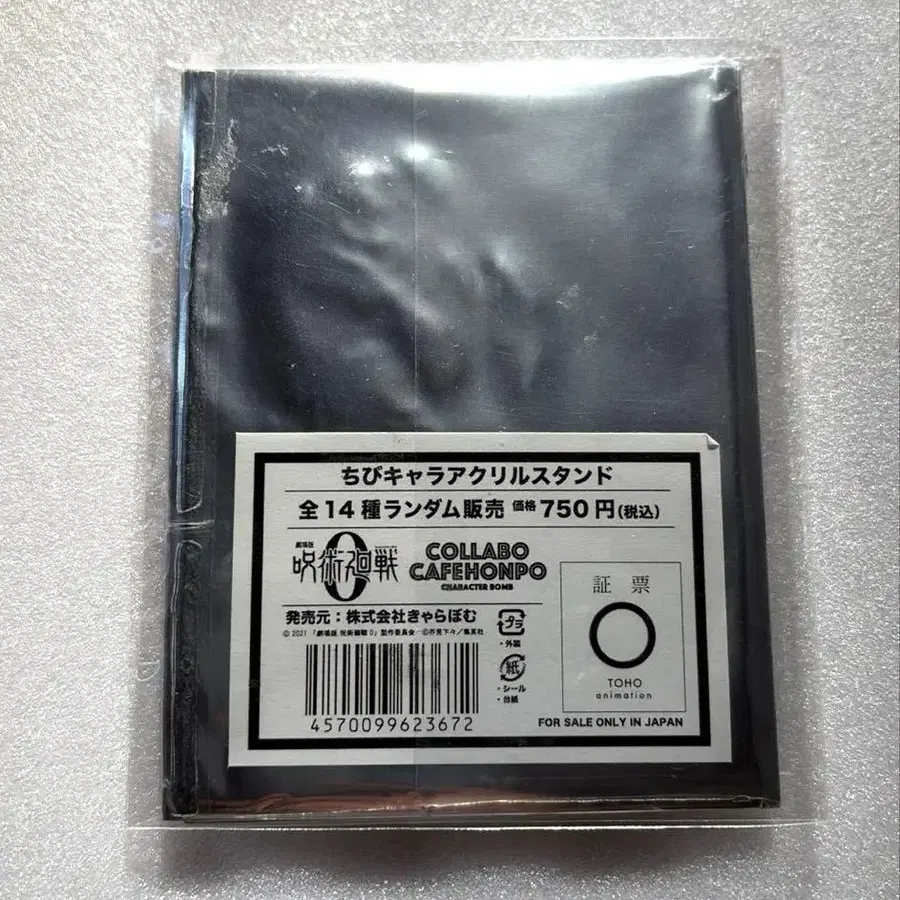 ちびキャラアクリルスタンド
全14種ランダム販売 価格 750円(税込)
劇場版
呪術廻戦 0
COLLABO
CAFEHONPO
CHARACTER BOMB
発売元：株式会社きゃらぼむ
© 2021 「劇場版 呪術廻戦 0」製作委員会 ©芥見下々／集英社
プラ
・外装
紙
・シール
・台紙
4570099623672
証票
TOHO
animation
FOR SALE ONLY IN JAPAN